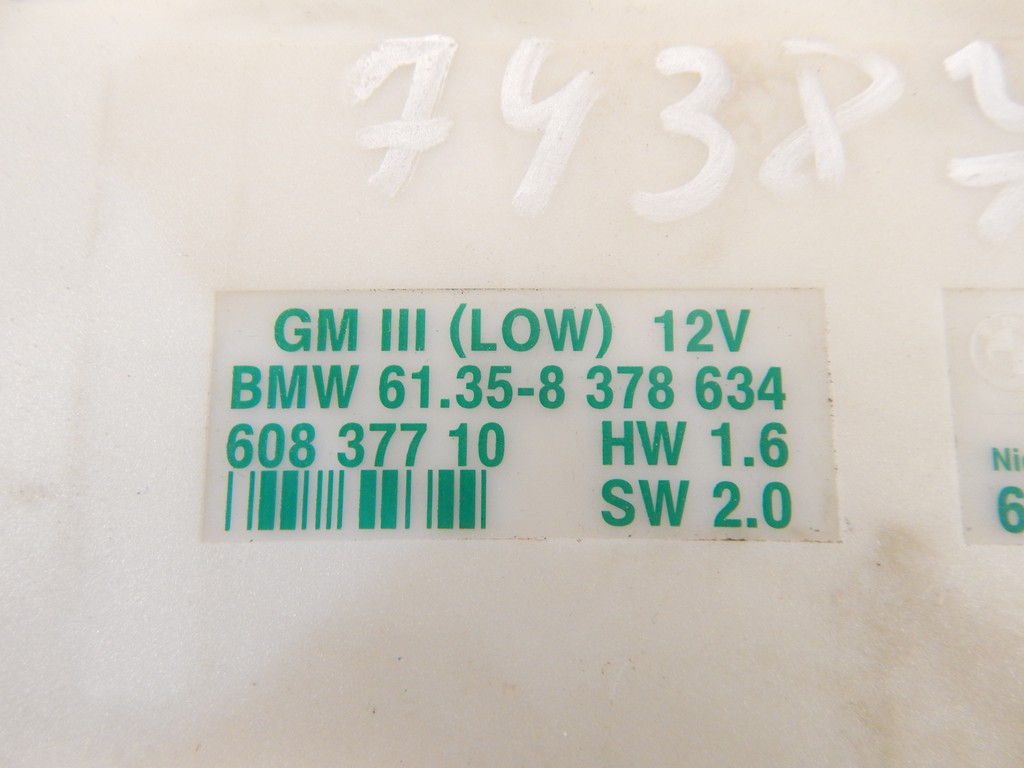 7438
GM III (LOW) 12V
BMW 61.35-8 378 634
608 377 10 HW 1.6
SW 2.0